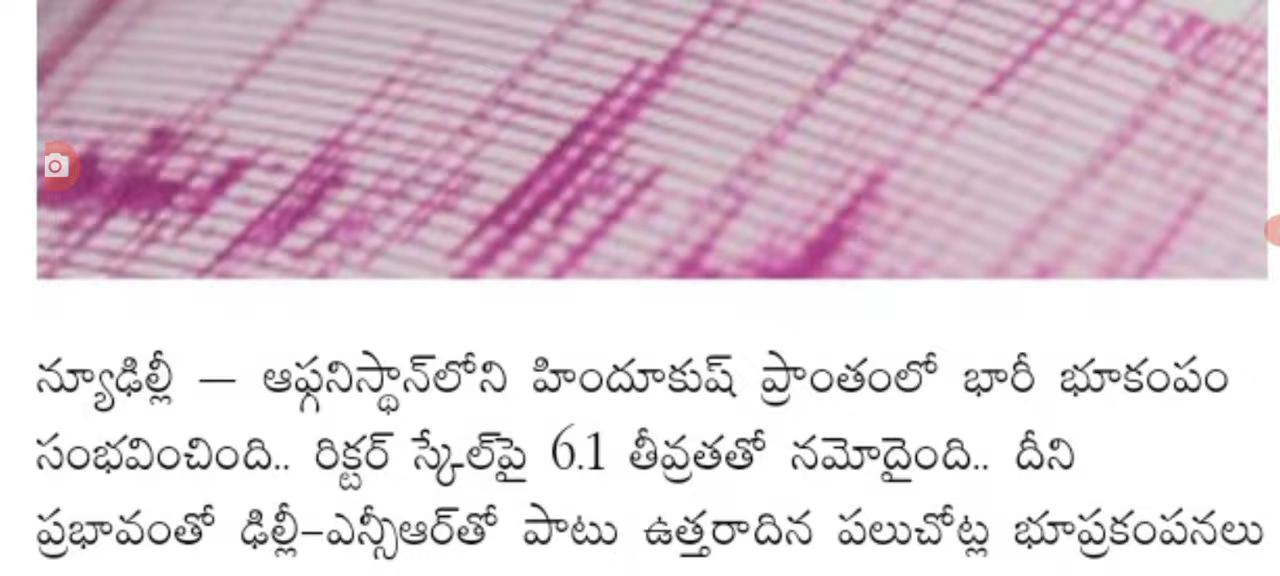 న్యూఢిల్లీ – ఆఫ్గనిస్థాన్‌లోని హిందూకుష్ ప్రాంతంలో భారీ భూకంపం
సంభవించింది.. రిక్టర్ స్కేల్‌పై 6.1 తీవ్రతతో నమోదైంది.. దీని
ప్రభావంతో ఢిల్లీ–ఎన్సీఆర్‌తో పాటు ఉత్తరాదిన పలుచోట్ల భూప్రకంపనలు